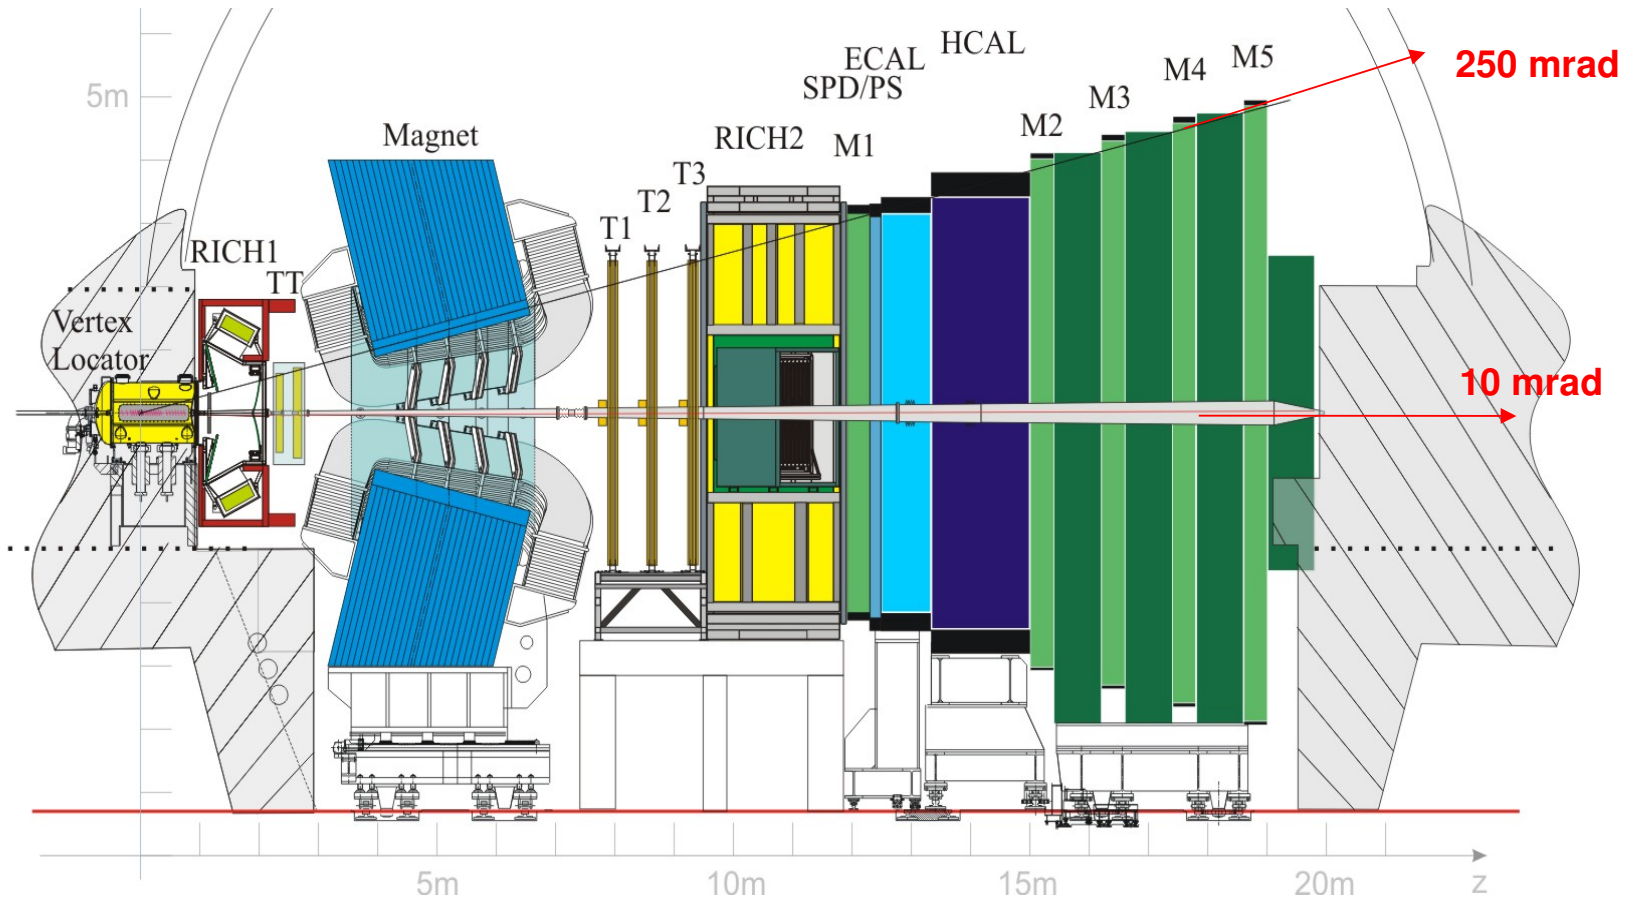 HCAL
ECAL
SPD/PS
M5
M4
M3
M2
250 mrad
5m
Magnet
RICH2
M1
T3
T2
T1
RICH1
TT
Vertex
Locator
10 mrad
5m
10m
15m
20m
z